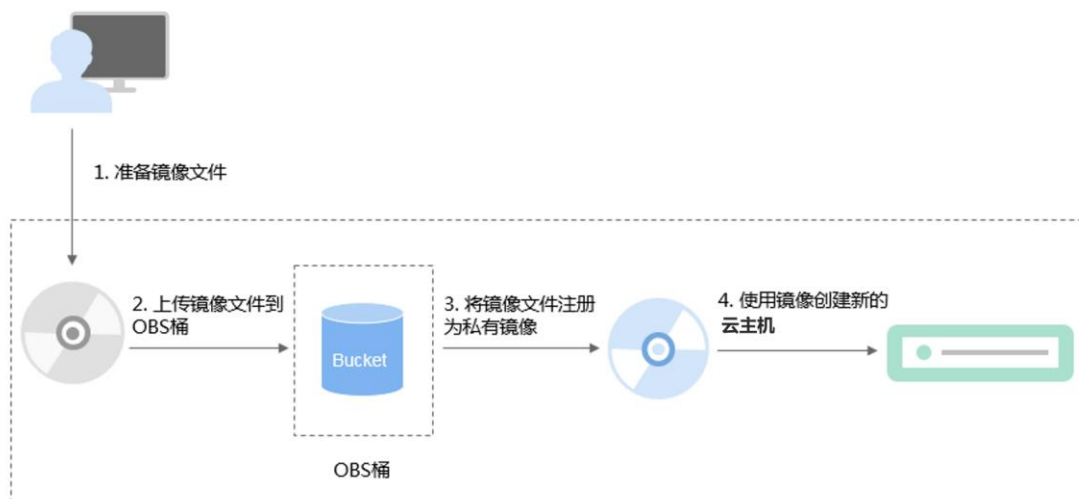 1. 准备镜像文件
2. 上传镜像文件到
OBS桶
Bucket
3. 将镜像文件注册
为私有镜像
4. 使用镜像创建新的
云主机
OBS桶